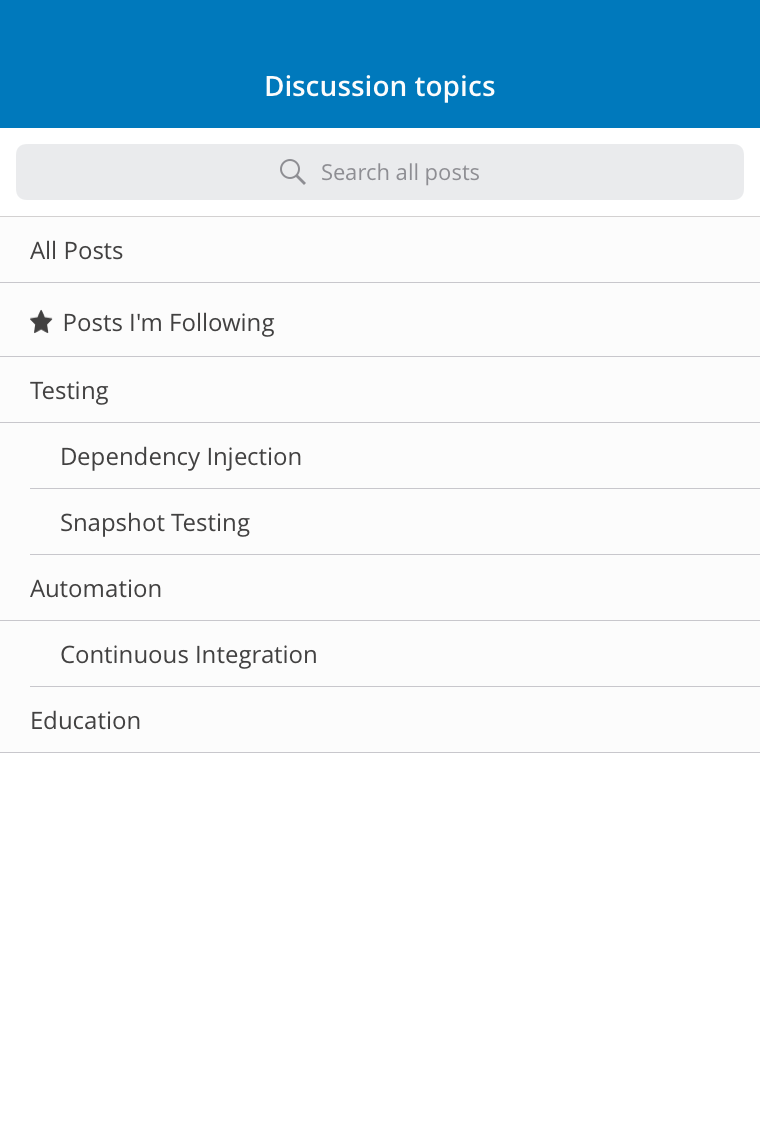 Discussion topics
Search all posts
All Posts
Posts I'm Following
Testing
Dependency Injection
Snapshot Testing
Automation
Continuous Integration
Education